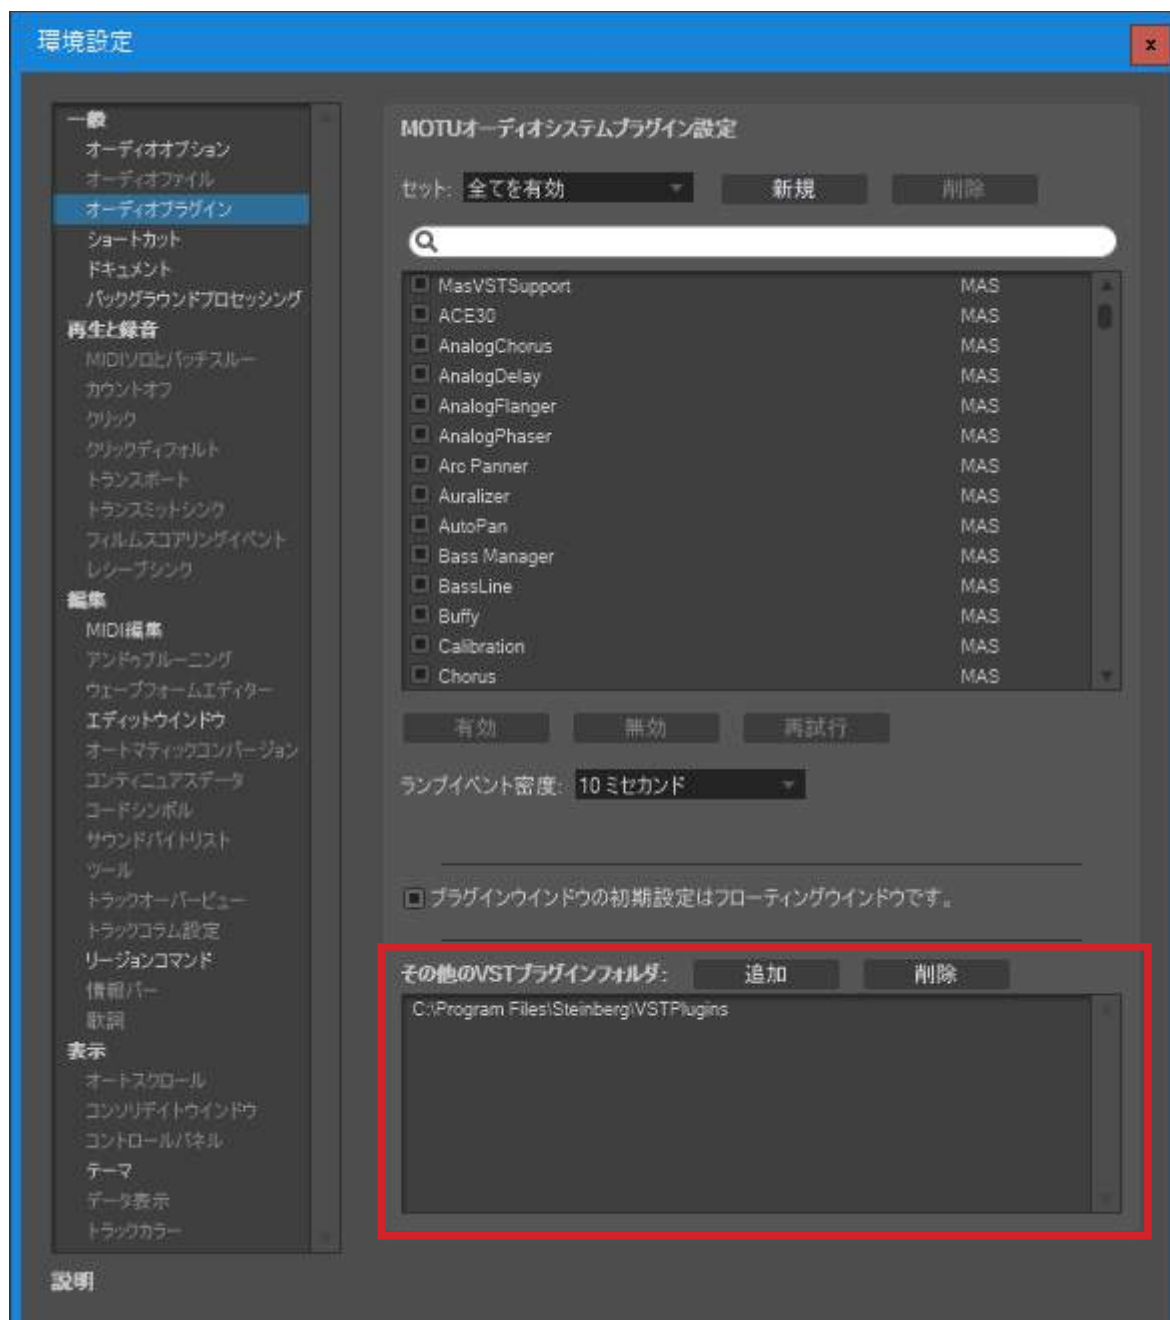 環境設定
x
一般
オーディオオプション
オーディオファイル
オーディオプラグイン
ショートカット
ドキュメント
バックグラウンドプロセッシング
再生と録音
MIDIソロとパッチスルー
カウントオフ
クリック
クリックディフォルト
トランスポート
トランスミットシンク
フィルムスコアリングイベント
レシーブシンク
編集
MIDI編集
アンドゥプルーニング
ウェーブフォームエディター
エディットウインドウ
オートマティックコンバージョン
コンティニュアスデータ
コードシンボル
サウンドバイトリスト
ツール
トラックオーバービュー
トラックコラム設定
リージョンコマンド
情報バー
歌詞
表示
オートスクロール
コンソリデイトウインドウ
コントロールパネル
テーマ
データ表示
トラックカラー
説明
MOTUオーディオシステムプラグイン設定
セット: 全てを有効 新規 削除
MasVSTSupport MAS
ACE30 MAS
AnalogChorus MAS
AnalogDelay MAS
AnalogFlanger MAS
AnalogPhaser MAS
Arc Panner MAS
Auralizer MAS
AutoPan MAS
Bass Manager MAS
BassLine MAS
Buffy MAS
Calibration MAS
Chorus MAS
有効 無効 再試行
ランプイベント密度: 10 ミセカンド
プラグインウインドウの初期設定はフローティングウインドウです。
その他のVSTプラグインフォルダ: 追加 削除
C:\Program Files\Steinberg\VSTPlugins